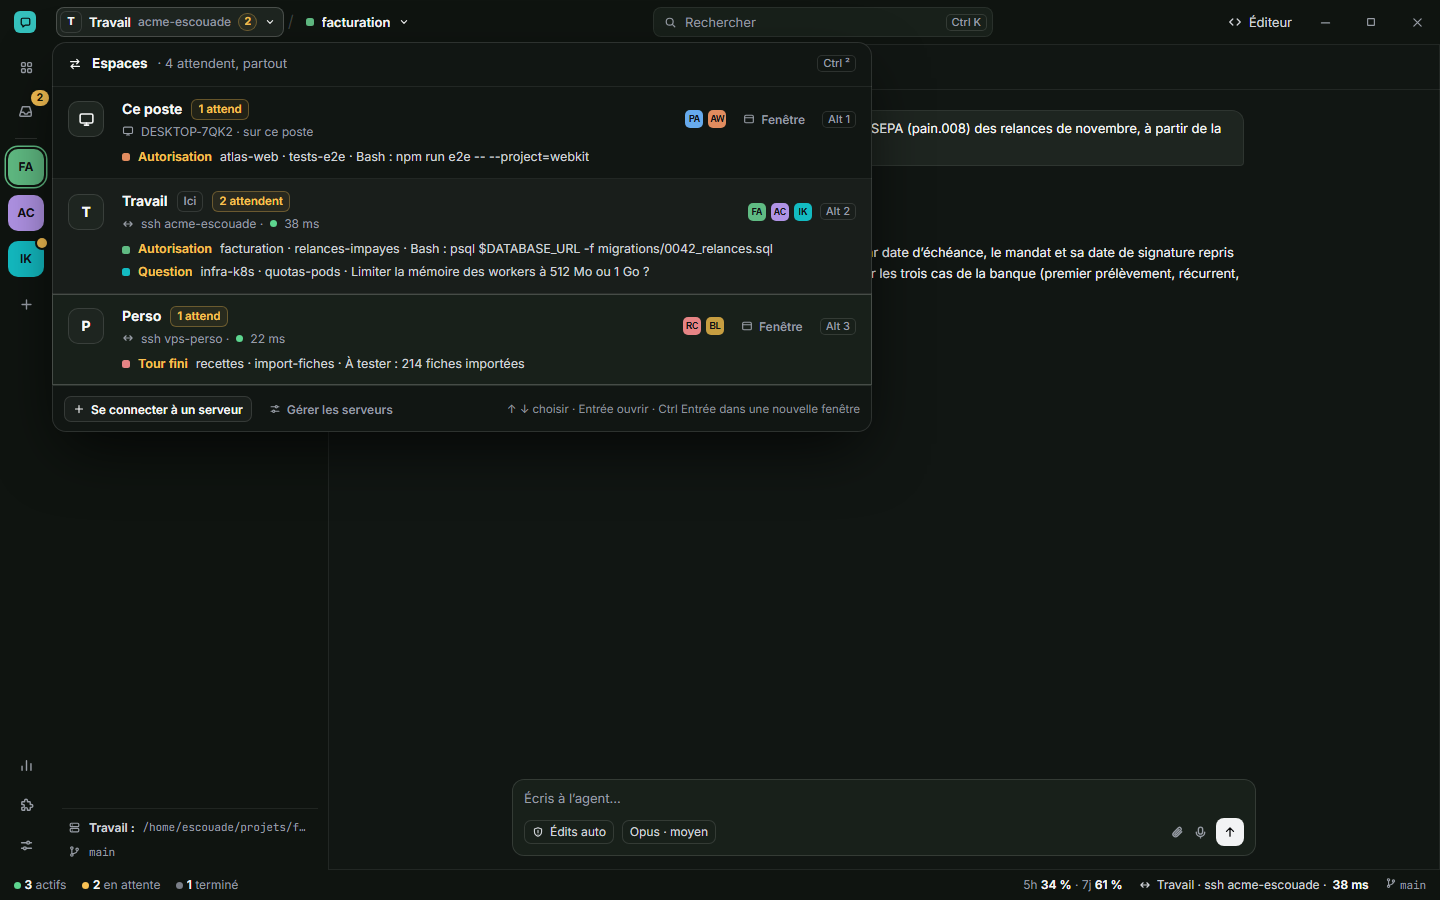 T Travail acme-escouade 2 / facturation
Rechercher Ctrl K
Éditeur
Espaces · 4 attendent, partout Ctrl ²
2
FA
AC
IK
Ce poste 1 attend
DESKTOP-7QK2 · sur ce poste
PA AW Fenêtre Alt 1
Autorisation atlas-web · tests-e2e · Bash : npm run e2e -- --project=webkit
T Travail Ici 2 attendent
ssh acme-escouade · 38 ms
FA AC IK Alt 2
Autorisation facturation · relances-impayes · Bash : psql $DATABASE_URL -f migrations/0042_relances.sql
Question infra-k8s · quotas-pods · Limiter la mémoire des workers à 512 Mo ou 1 Go ?
P Perso 1 attend
ssh vps-perso · 22 ms
RC BL Fenêtre Alt 3
Tour fini recettes · import-fiches · À tester : 214 fiches importées
+ Se connecter à un serveur Gérer les serveurs ↑ ↓ choisir · Entrée ouvrir · Ctrl Entrée dans une nouvelle fenêtre
SEPA (pain.008) des relances de novembre, à partir de la
date d’échéance, le mandat et sa date de signature repris
les trois cas de la banque (premier prélèvement, récurrent,
Écris à l’agent...
Édits auto Opus · moyen
Travail : /home/escouade/projets/f…
main
3 actifs 2 en attente 1 terminé
5h 34 % · 7j 61 % Travail · ssh acme-escouade · 38 ms main